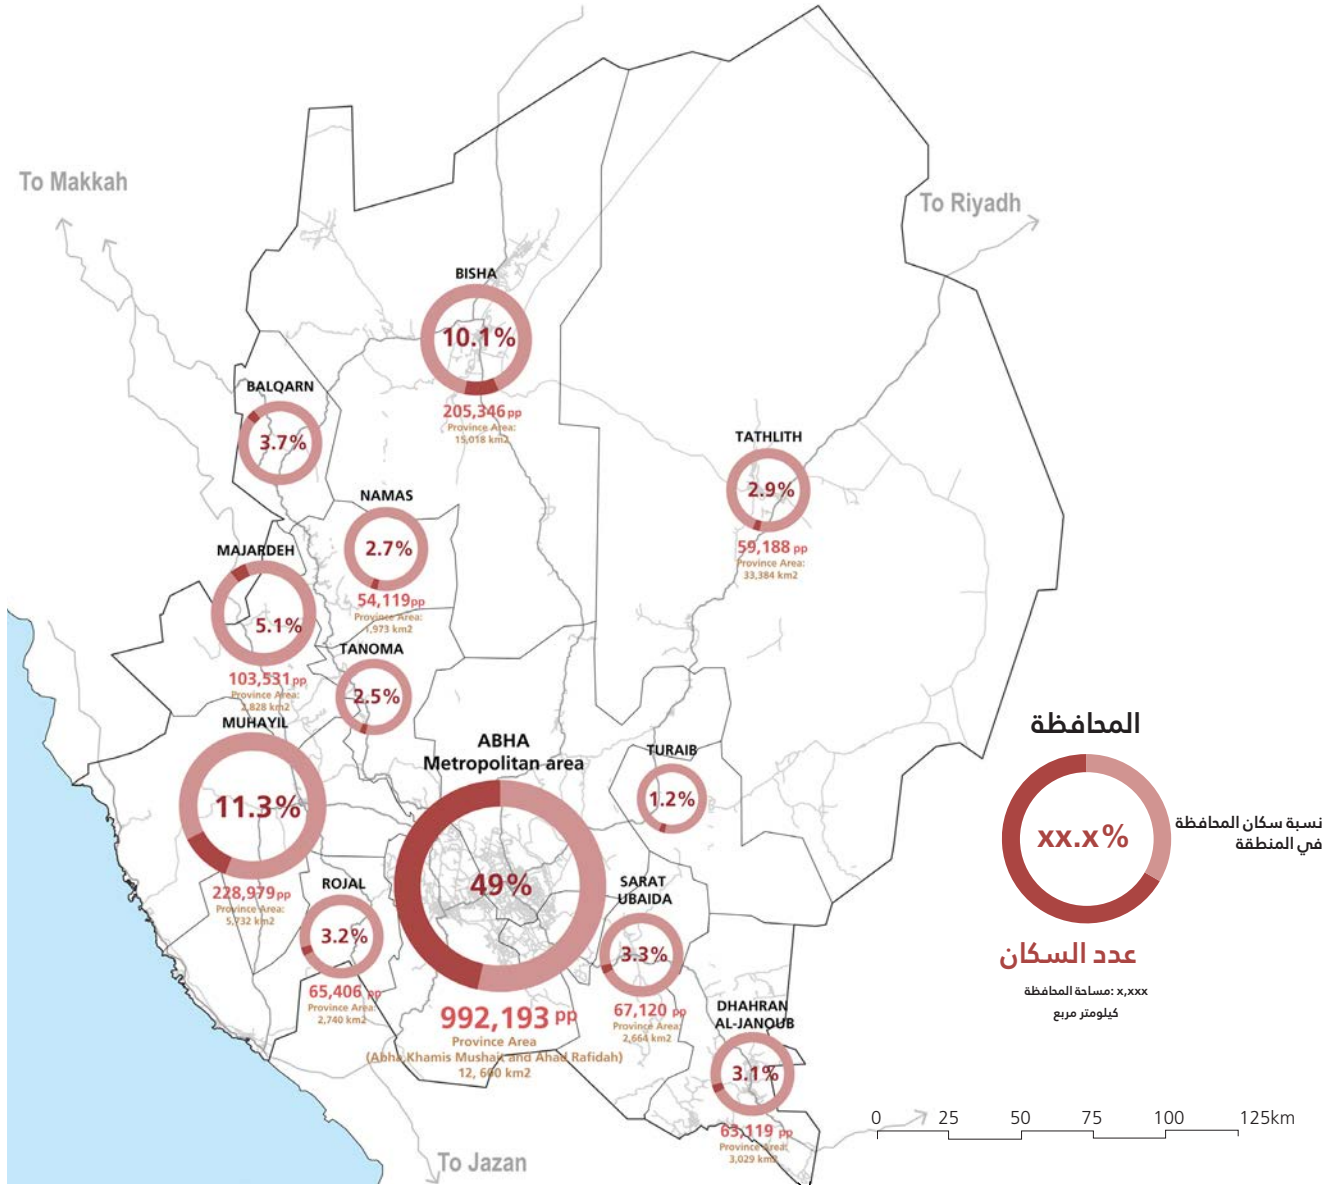 To Makkah
To Riyadh
BISHA
10.1%
205,346 pp
Province Area:
15,018 km2
BALQARN
3.7%
TATHLITH
2.9%
59,188 pp
Province Area:
33,384 km2
NAMAS
2.7%
54,119pp
Province Area:
1,973 km2
MAJARDEH
5.1%
103,531pp
Province Area:
2,828 km2
TANOMA
2.5%
MUHAYIL
11.3%
228,979pp
Province Area:
5,732 km2
ABHA
Metropolitan area
49%
992,193 pp
Province Area
(Abha Khamis Mushait and Ahad Rafidah)
12, 600 km2
TURAIB
1.2%
ROJAL
3.2%
65,406 pp
Province Area:
2,740 km2
SARAT
UBAIDA
3.3%
67,120 pp
Province Area:
2,664 km2
DHAHRAN
AL-JANOUB
3.1%
63,119 pp
Province Area:
3,029 km2
To Jazan
المحافظة
xx.x%
نسبة سكان المحافظة
في المنطقة
عدد السكان
x,xxx :مساحة المحافظة
كيلومتر مربع
0 25 50 75 100 125km